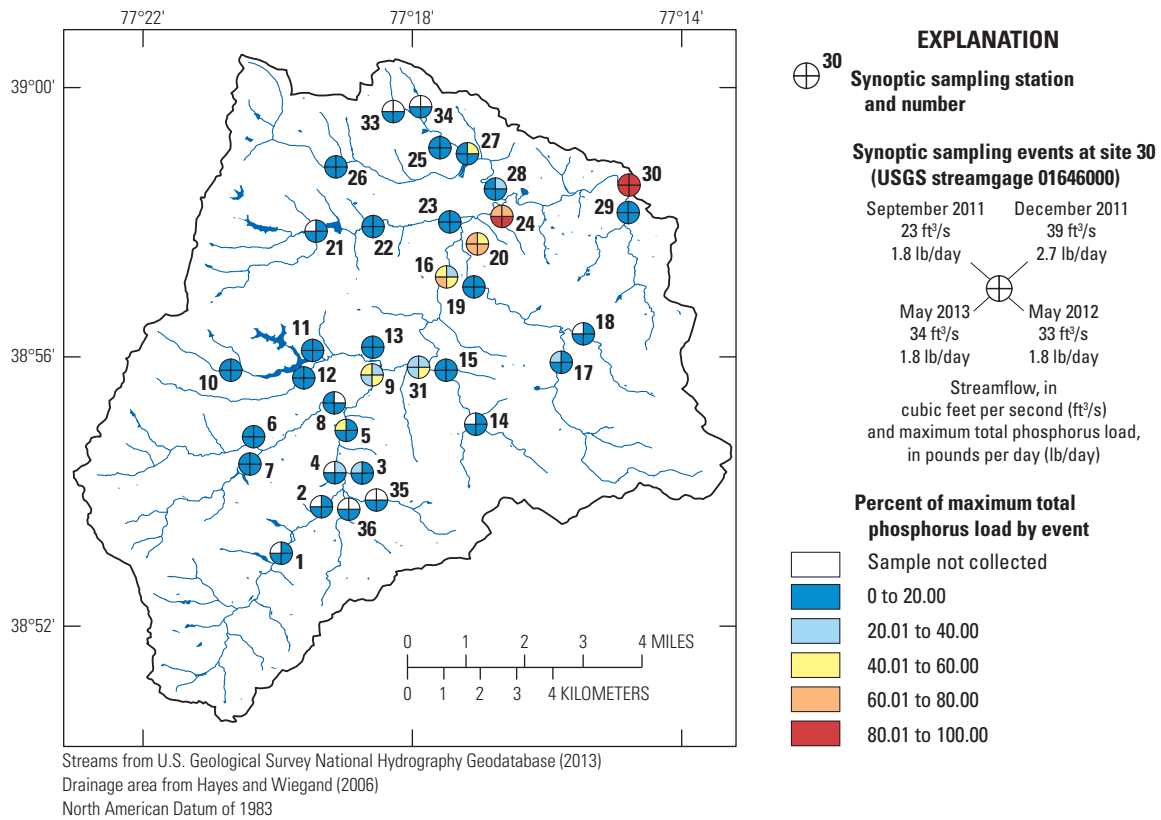 77°22'
77°18'
77°14'
39°00'
38°56'
38°52'
33
34
25
27
26
28
30
29
23
24
21
22
20
16
19
18
11
13
10
12
9
31
15
17
8
14
6
5
7
4
3
2
35
36
1
0 1 2 3 4 MILES
0 1 2 3 4 KILOMETERS
Streams from U.S. Geological Survey National Hydrography Geodatabase (2013)
Drainage area from Hayes and Wiegand (2006)
North American Datum of 1983
EXPLANATION
30
Synoptic sampling station
and number
Synoptic sampling events at site 30
(USGS streamgage 01646000)
September 2011
23 ft³/s
1.8 lb/day
December 2011
39 ft³/s
2.7 lb/day
May 2013
34 ft³/s
1.8 lb/day
May 2012
33 ft³/s
1.8 lb/day
Streamflow, in
cubic feet per second (ft³/s)
and maximum total phosphorus load,
in pounds per day (lb/day)
Percent of maximum total
phosphorus load by event
Sample not collected
0 to 20.00
20.01 to 40.00
40.01 to 60.00
60.01 to 80.00
80.01 to 100.00